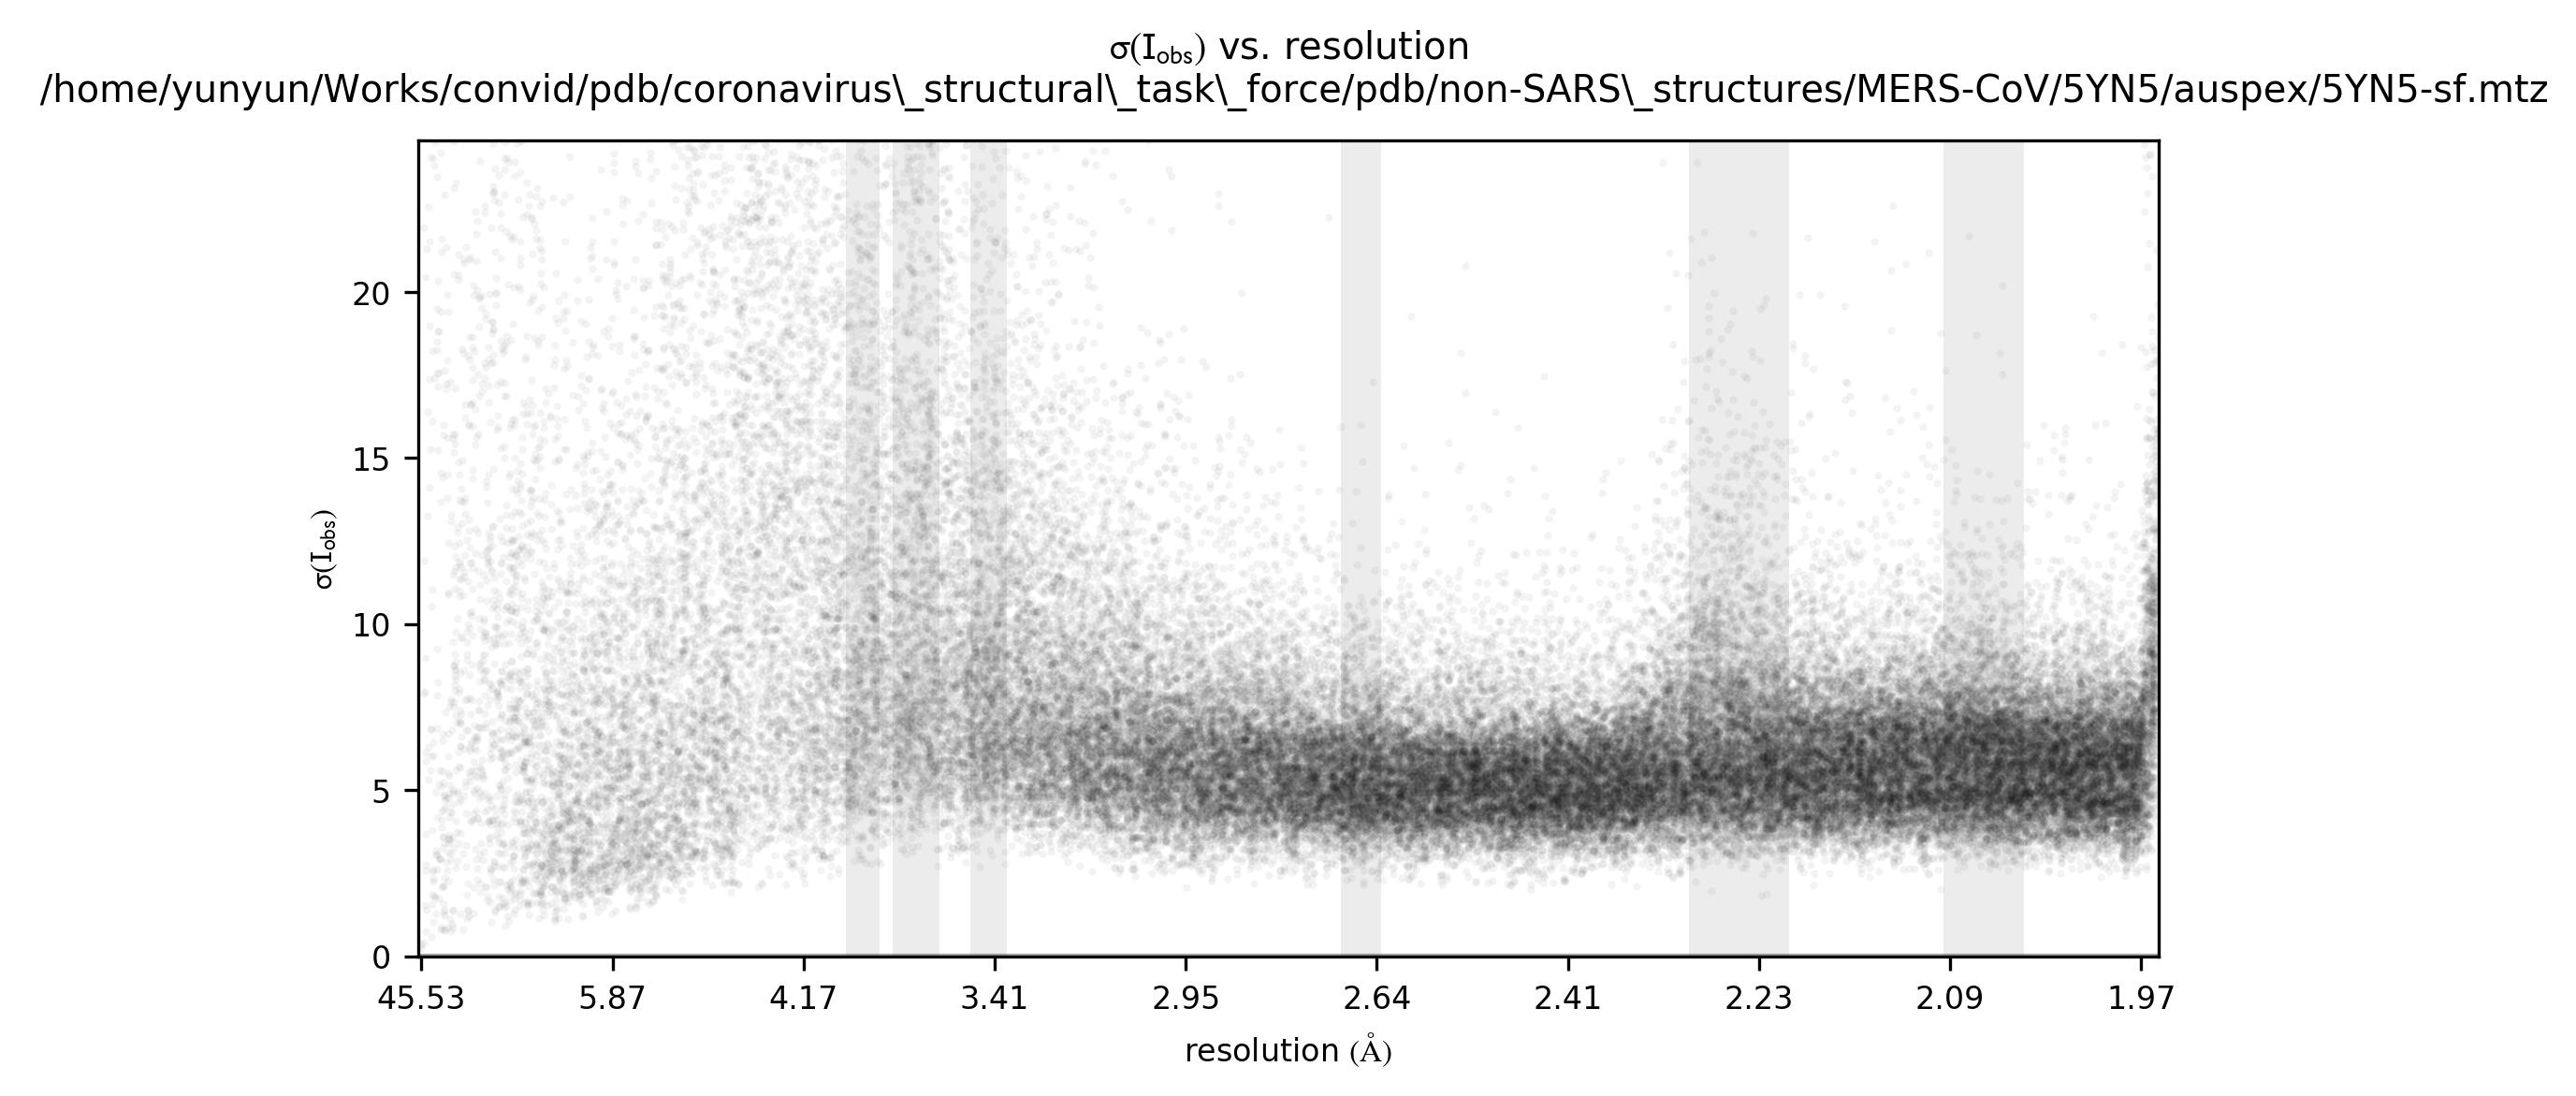 σ(I_obs) vs. resolution
/home/yunyun/Works/convid/pdb/coronavirus\_structural\_task\_force/pdb/non-SARS\_structures/MERS-CoV/5YN5/auspex/5YN5-sf.mtz
20
15
σ(I_obs)
10
5
0
45.53 5.87 4.17 3.41 2.95 2.64 2.41 2.23 2.09 1.97
resolution (Å)